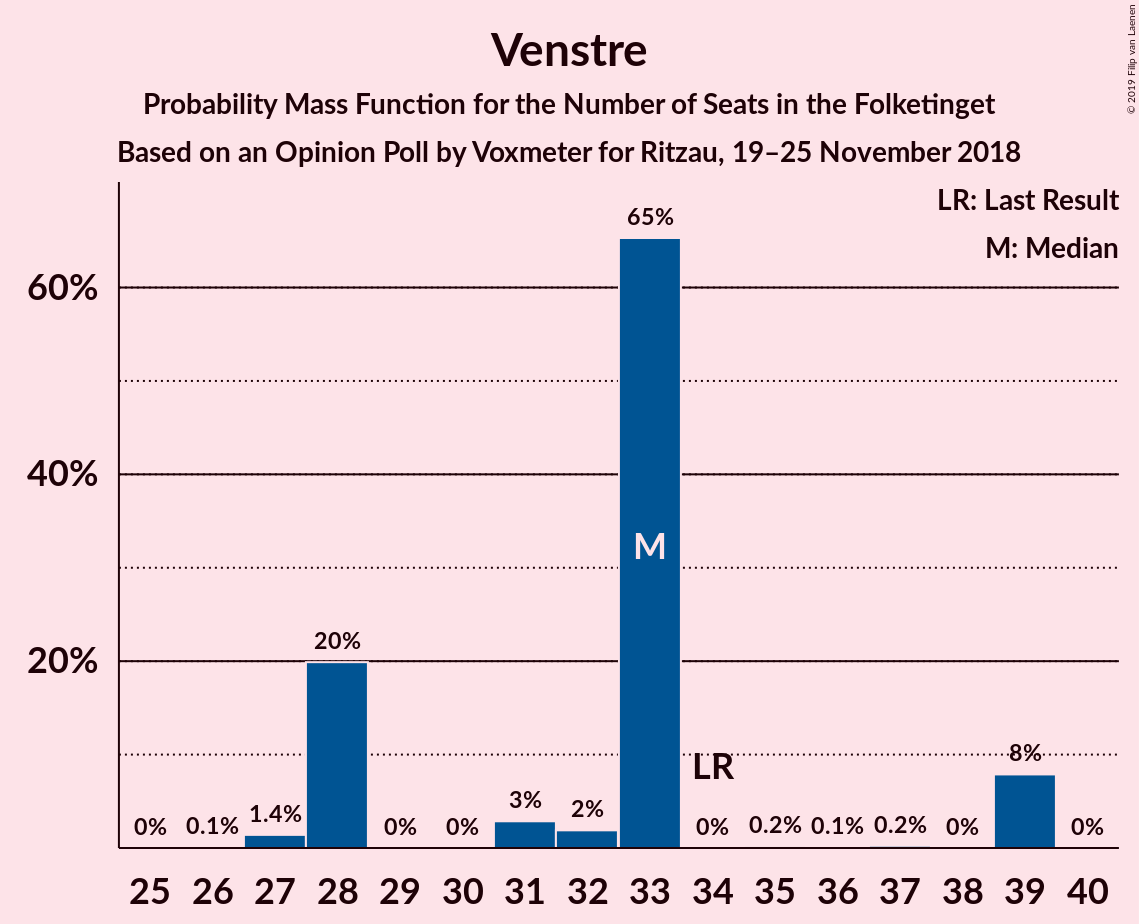 Venstre
Probability Mass Function for the Number of Seats in the Folketinget
Based on an Opinion Poll by Voxmeter for Ritzau, 19–25 November 2018
© 2019 Filip van Laenen
LR: Last Result
M: Median
60%
40%
20%
0%
0.1%
1.4%
20%
0%
0%
3%
2%
65%
M
LR
0%
0.2%
0.1%
0.2%
0%
8%
0%
25 26 27 28 29 30 31 32 33 34 35 36 37 38 39 40